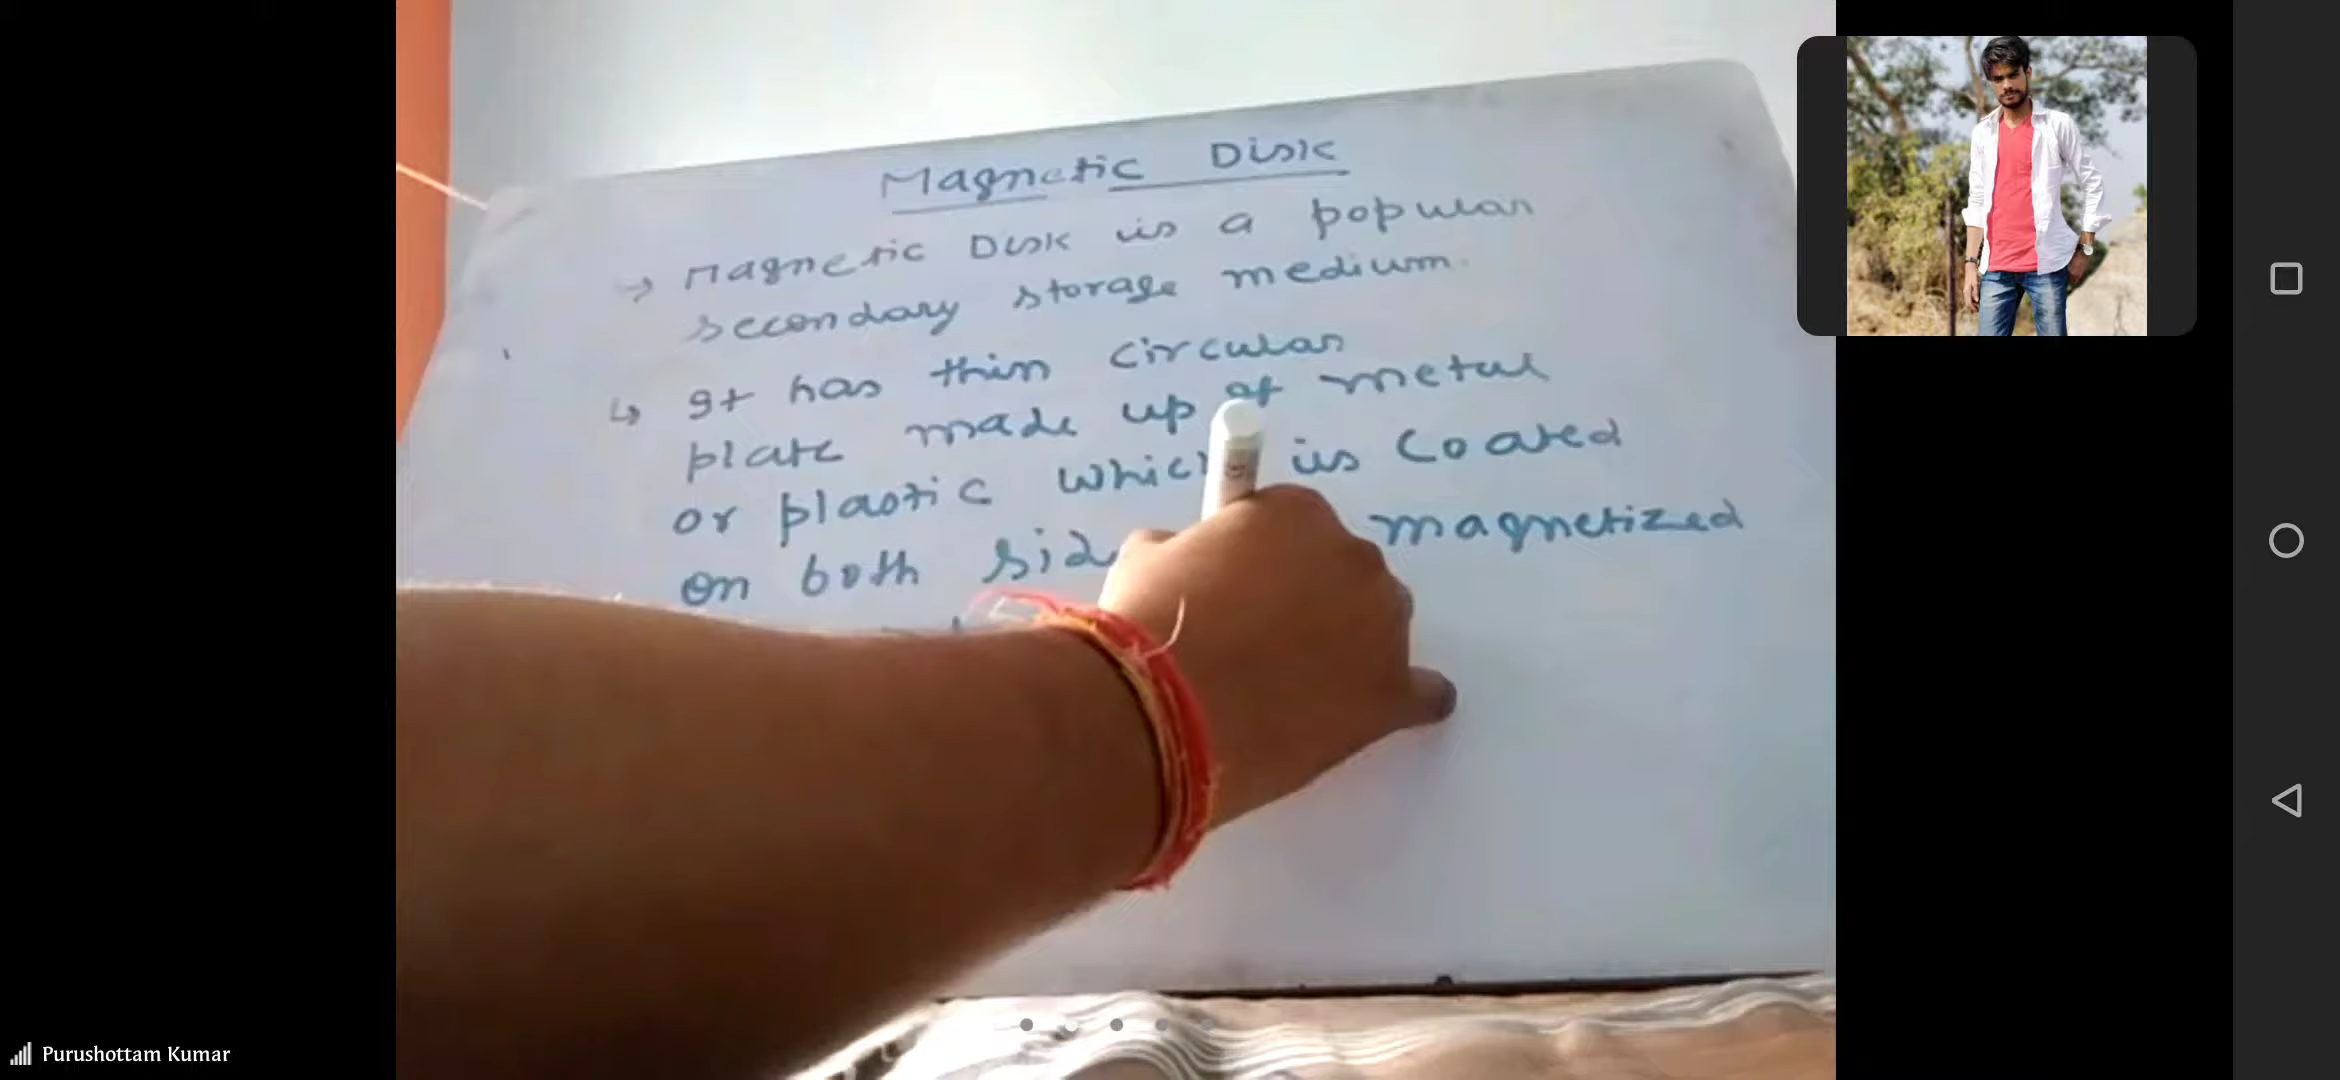 Magnetic Disk
→ Magnetic Disk is a popular
secondary storage medium.
↳ It has thin circular
plate made up of metal
or plastic which is coated
on both magnetized
Purushottam Kumar